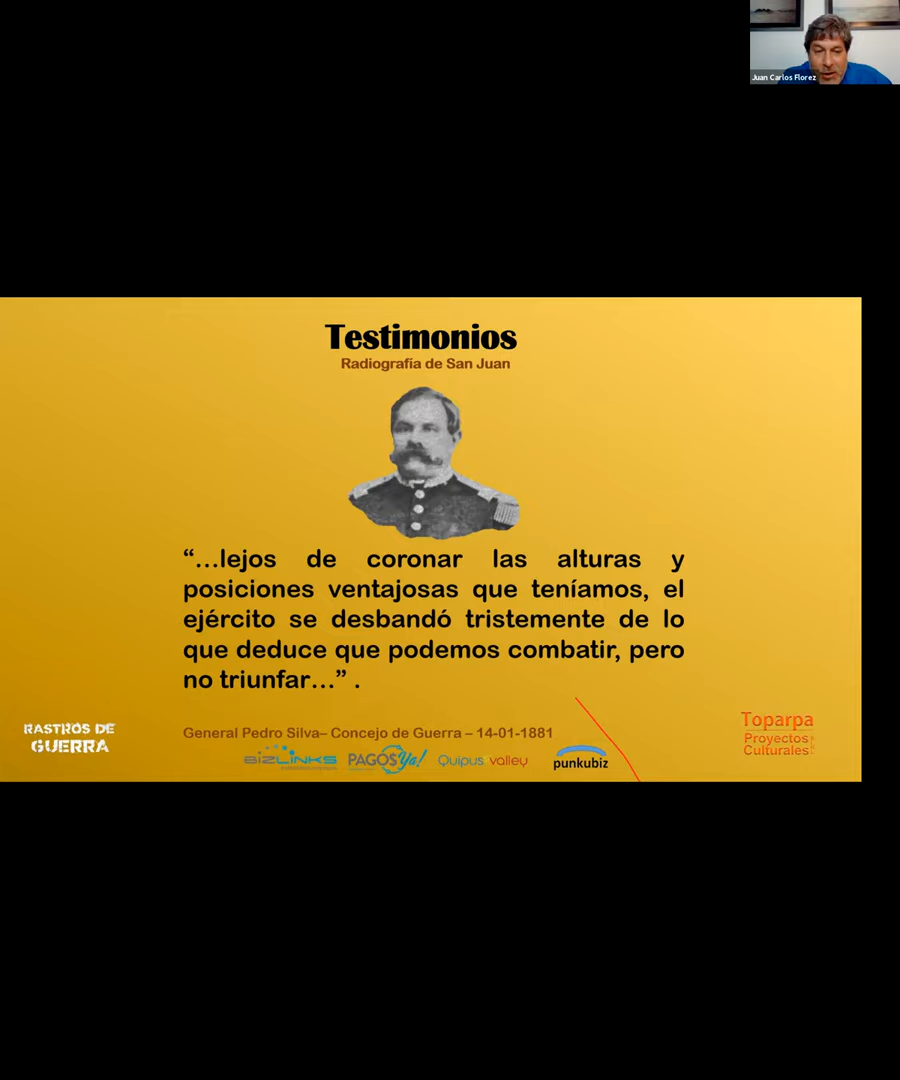 Juan Carlos Florez
Testimonios
Radiografía de San Juan
“...lejos de coronar las alturas y
posiciones ventajosas que teníamos, el
ejército se desbandó tristemente de lo
que deduce que podemos combatir, pero
no triunfar...” .
General Pedro Silva– Concejo de Guerra – 14-01-1881
RASTROS DE
GUERRA
BIZLINKS
PAGOS Ya!
Quipus valley
punkubiz
Toparpa
Proyectos
Culturales